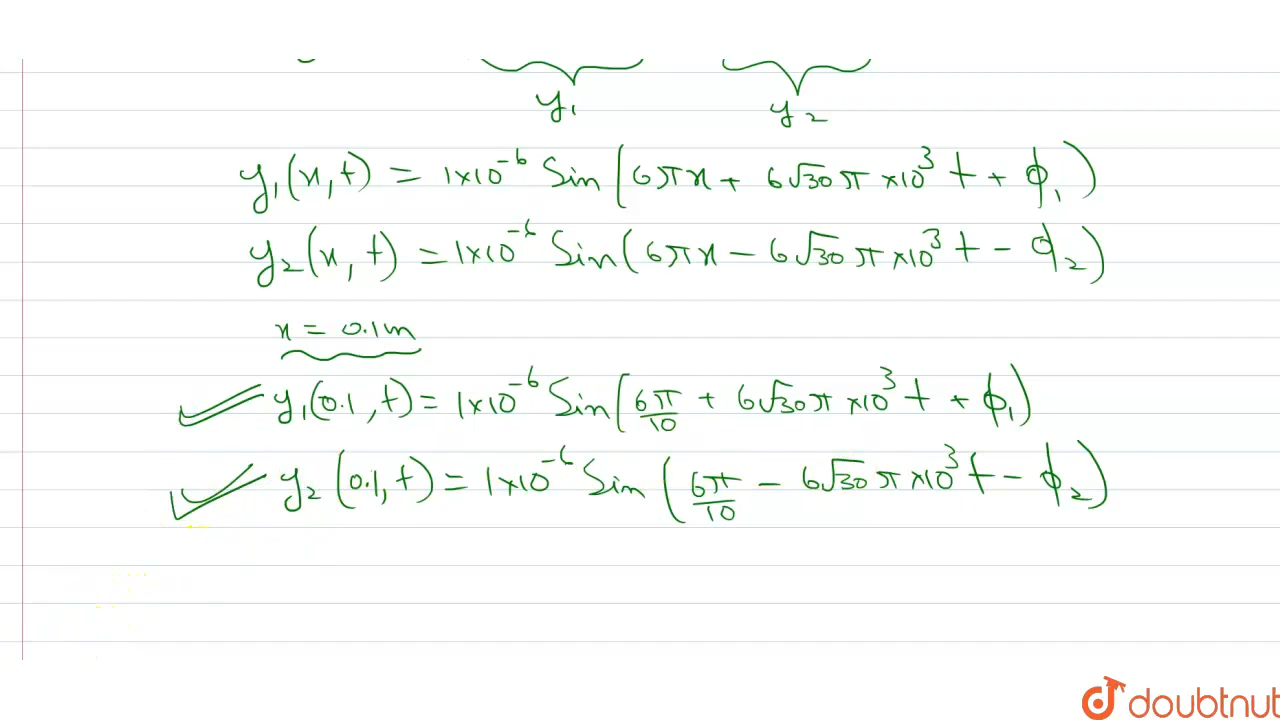 y₁ y₂
y₁(x,t) = 1×10⁻⁶ Sin(6πx + 6√30 π×10³ t + ϕ₁)
y₂(x,t) = 1×10⁻⁶ Sin(6πx − 6√30 π×10³ t − ϕ₂)
x = 0.1m
y₁(0.1,t) = 1×10⁻⁶ Sin(6π/10 + 6√30 π×10³ t + ϕ₁)
y₂(0.1,t) = 1×10⁻⁶ Sin(6π/10 − 6√30 π×10³ t − ϕ₂)
doubtnut